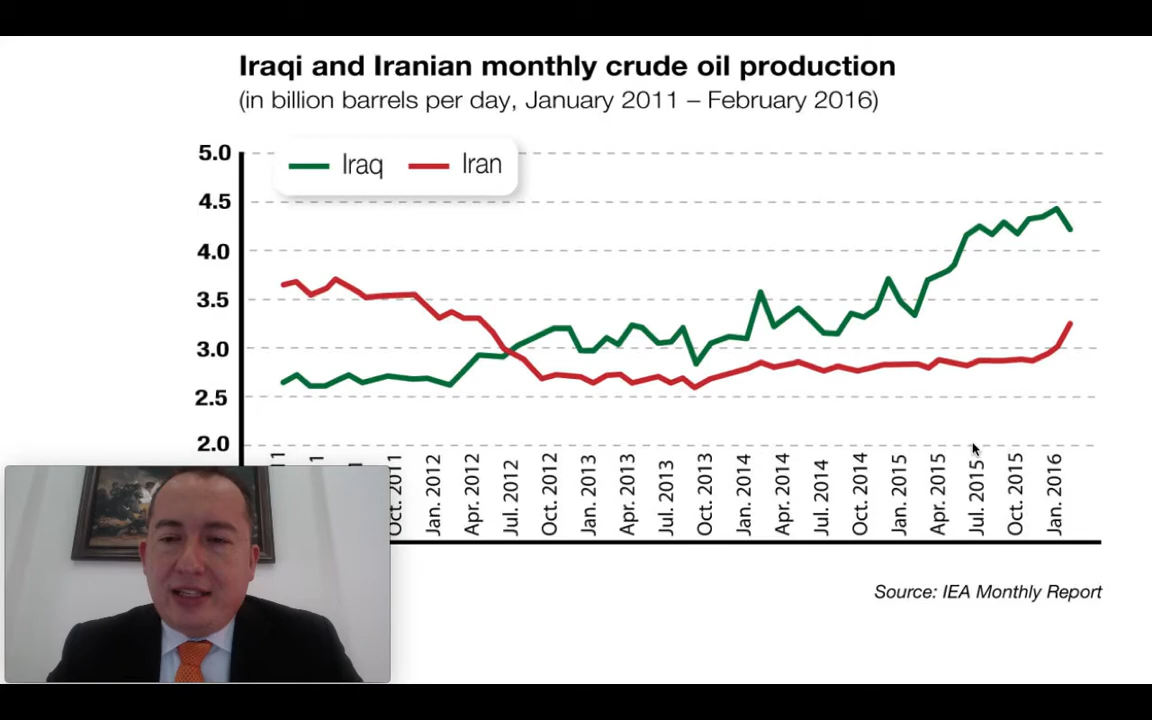 Iraqi and Iranian monthly crude oil production
(in billion barrels per day, January 2011 – February 2016)
Iraq Iran
5.0
4.5
4.0
3.5
3.0
2.5
2.0
Oct. 2011 Jan. 2012 Apr. 2012 Jul. 2012 Oct. 2012 Jan. 2013 Apr. 2013 Jul. 2013 Oct. 2013 Jan. 2014 Apr. 2014 Jul. 2014 Oct. 2014 Jan. 2015 Apr. 2015 Jul. 2015 Oct. 2015 Jan. 2016
Source: IEA Monthly Report